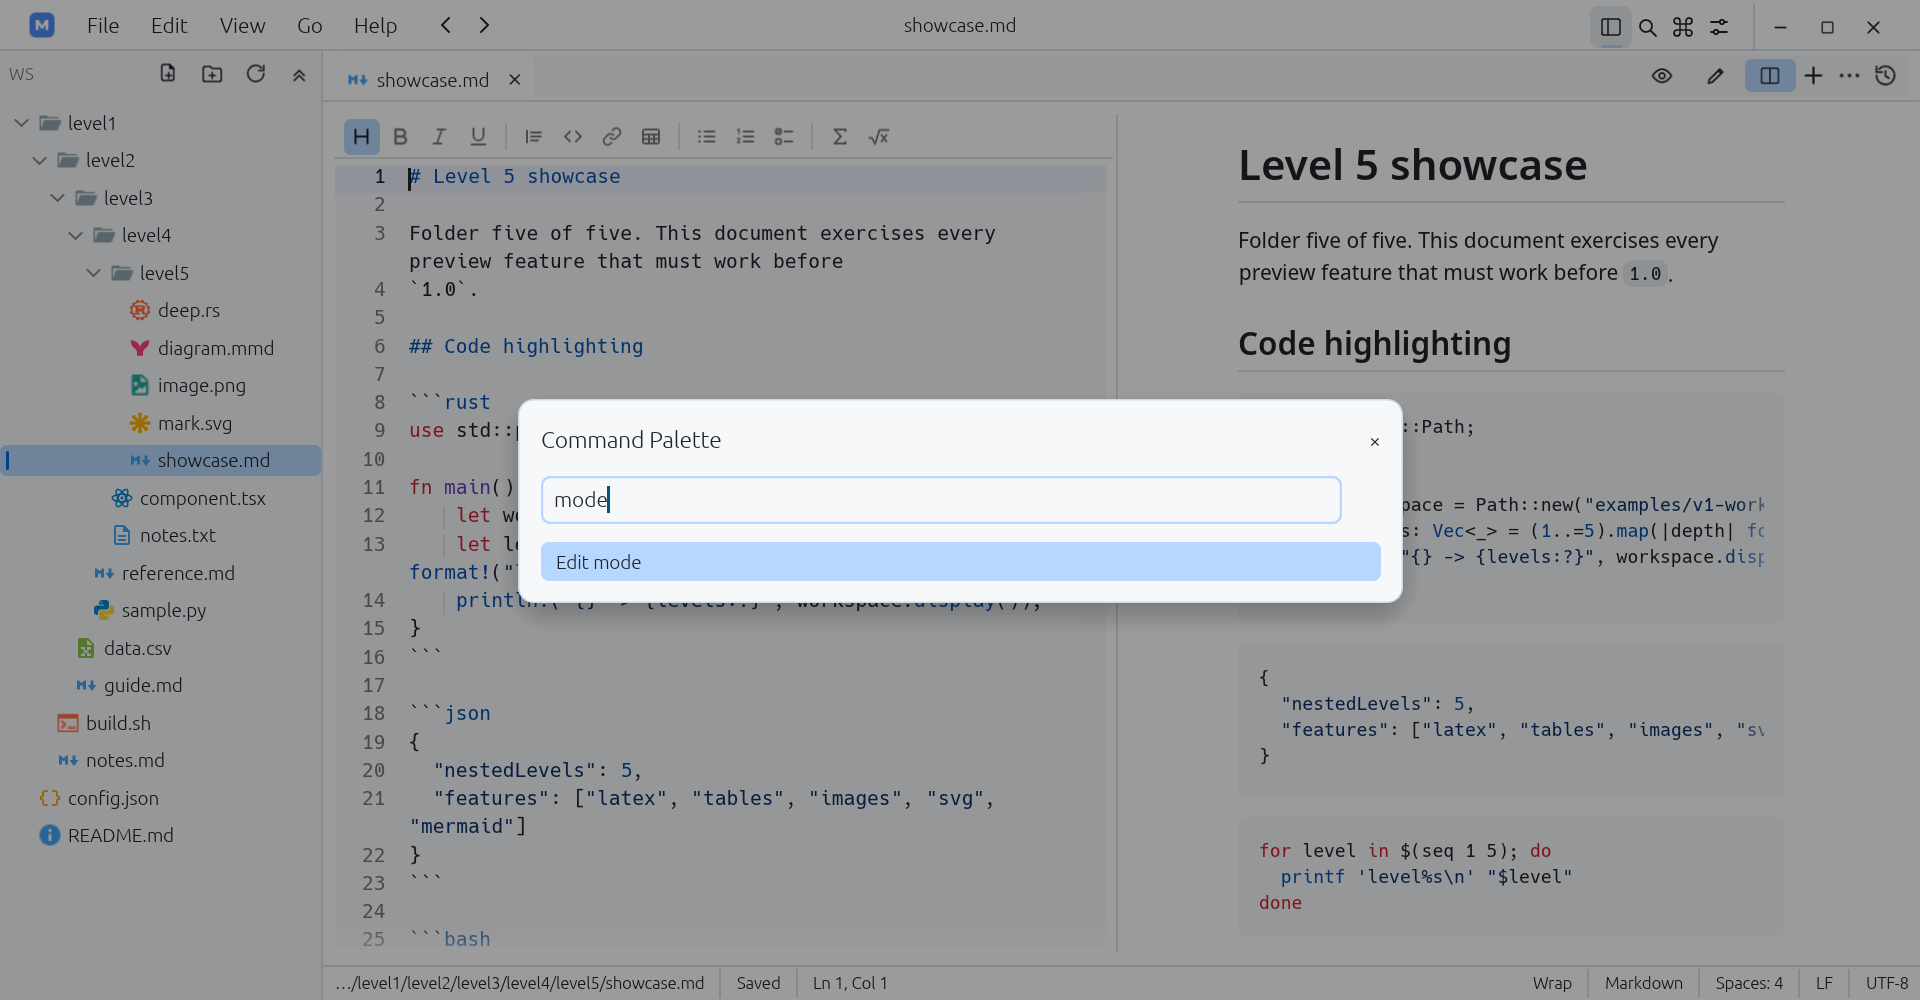 M File Edit View Go Help
showcase.md
WS
level1
level2
level3
level4
level5
deep.rs
diagram.mmd
image.png
mark.svg
showcase.md
component.tsx
notes.txt
reference.md
sample.py
data.csv
guide.md
build.sh
notes.md
config.json
README.md
showcase.md
H B I U
1 # Level 5 showcase
2
3 Folder five of five. This document exercises every
preview feature that must work before
4 `1.0`.
5
6 ## Code highlighting
7
8 ```rust
9 use std::
10
11 fn main()
12 let
13 let
format!("
14
15 }
16 ```
17
18 ```json
19 {
20 "nestedLevels": 5,
21 "features": ["latex", "tables", "images", "svg",
"mermaid"]
22 }
23 ```
24
25 ```bash
Command Palette
mode
Edit mode
Level 5 showcase
Folder five of five. This document exercises every
preview feature that must work before 1.0.
Code highlighting
::Path;
= Path::new("examples/v1-work
: Vec<_> = (1..=5).map(|depth| fo
"{} -> {levels:?}", workspace.disp
{
"nestedLevels": 5,
"features": ["latex", "tables", "images", "sv
}
for level in $(seq 1 5); do
printf 'level%s\n' "$level"
done
…/level1/level2/level3/level4/level5/showcase.md
Saved
Ln 1, Col 1
Wrap
Markdown
Spaces: 4
LF
UTF-8